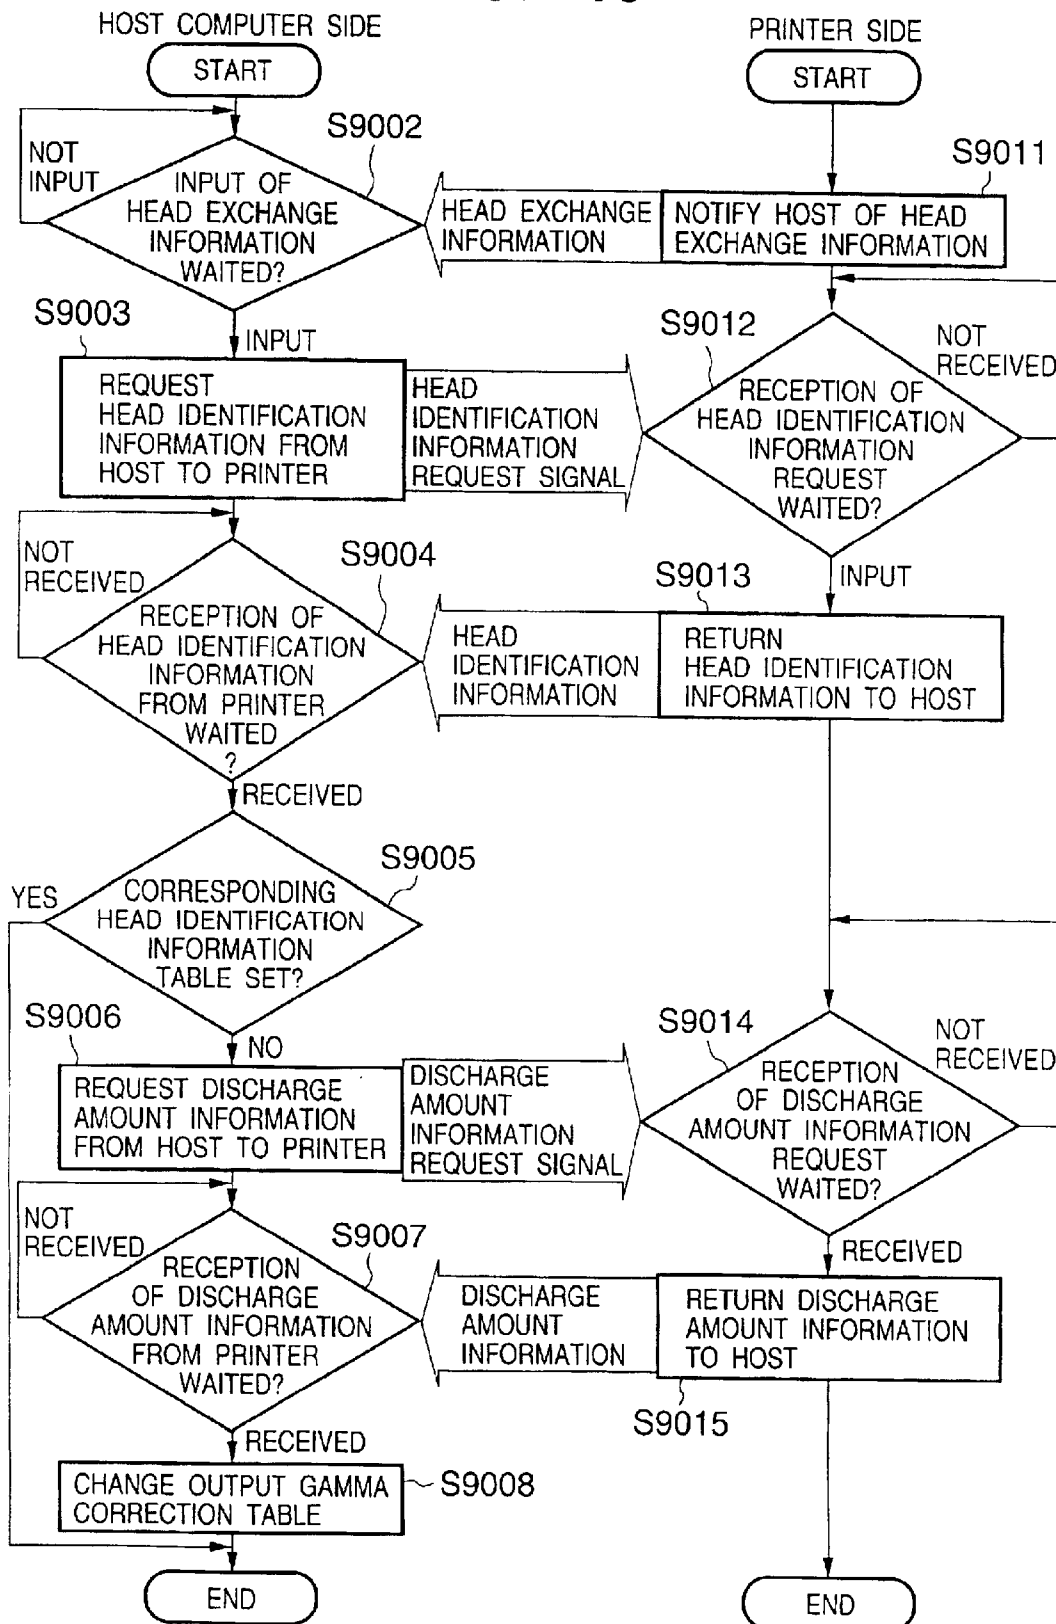 HOST COMPUTER SIDE
PRINTER SIDE
START
START
S9002
NOT
INPUT
INPUT OF
HEAD EXCHANGE
INFORMATION
WAITED?
HEAD EXCHANGE
INFORMATION
S9011
NOTIFY HOST OF HEAD
EXCHANGE INFORMATION
S9003
INPUT
REQUEST
HEAD IDENTIFICATION
INFORMATION FROM
HOST TO PRINTER
HEAD
IDENTIFICATION
INFORMATION
REQUEST SIGNAL
S9012
NOT
RECEIVED
RECEPTION OF
HEAD IDENTIFICATION
INFORMATION
REQUEST
WAITED?
INPUT
NOT
RECEIVED
S9004
RECEPTION OF
HEAD IDENTIFICATION
INFORMATION
FROM PRINTER
WAITED
?
HEAD
IDENTIFICATION
INFORMATION
S9013
RETURN
HEAD IDENTIFICATION
INFORMATION TO HOST
RECEIVED
S9005
YES
CORRESPONDING
HEAD IDENTIFICATION
INFORMATION
TABLE SET?
S9006
NO
REQUEST DISCHARGE
AMOUNT INFORMATION
FROM HOST TO PRINTER
DISCHARGE
AMOUNT
INFORMATION
REQUEST SIGNAL
S9014
NOT
RECEIVED
RECEPTION
OF DISCHARGE
AMOUNT INFORMATION
REQUEST
WAITED?
RECEIVED
NOT
RECEIVED
S9007
RECEPTION
OF DISCHARGE
AMOUNT INFORMATION
FROM PRINTER
WAITED?
DISCHARGE
AMOUNT
INFORMATION
RETURN DISCHARGE
AMOUNT INFORMATION
TO HOST
S9015
RECEIVED
CHANGE OUTPUT GAMMA
CORRECTION TABLE
S9008
END
END